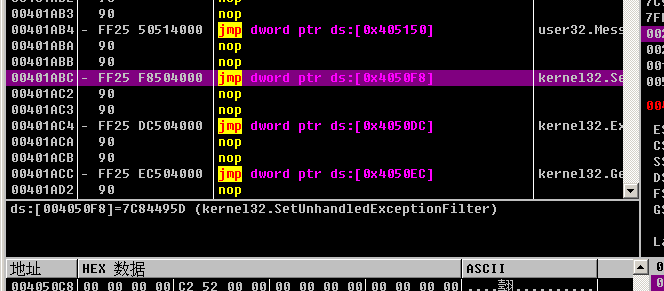 00401AB3 90 nop
00401AB4 - FF25 50514000 jmp dword ptr ds:[0x405150] user32.Mess
00401ABA 90 nop
00401ABB 90 nop
00401ABC - FF25 F8504000 jmp dword ptr ds:[0x4050F8] kernel32.Se
00401AC2 90 nop
00401AC3 90 nop
00401AC4 - FF25 DC504000 jmp dword ptr ds:[0x4050DC] kernel32.Ex
00401ACA 90 nop
00401ACB 90 nop
00401ACC - FF25 EC504000 jmp dword ptr ds:[0x4050EC] kernel32.Ge
00401AD2 90 nop
ds:[004050F8]=7C84495D (kernel32.SetUnhandledExceptionFilter)
地址 HEX 数据 ASCII
004050C8 00 00 00 00 C2 52 00 00 00 00 00 00 00 00 00 00